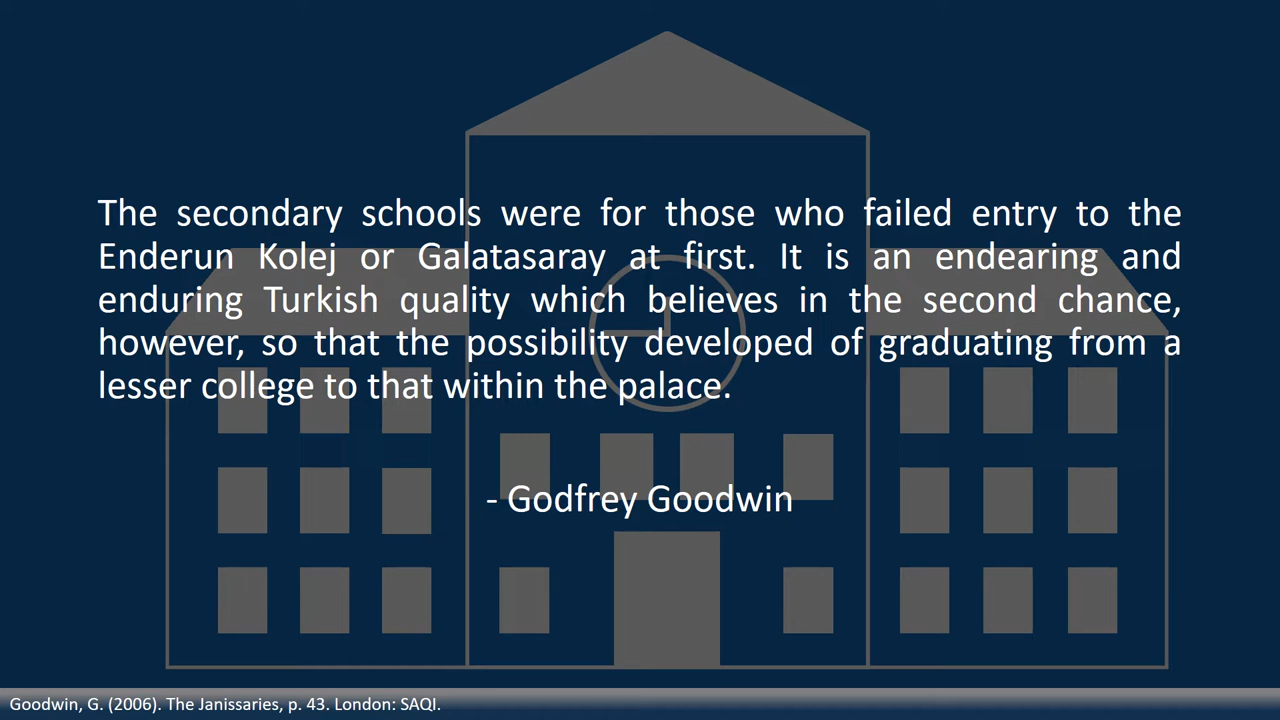 The secondary schools were for those who failed entry to the
Enderun Kolej or Galatasaray at first. It is an endearing and
enduring Turkish quality which believes in the second chance,
however, so that the possibility developed of graduating from a
lesser college to that within the palace.
- Godfrey Goodwin
Goodwin, G. (2006). The Janissaries, p. 43. London: SAQI.